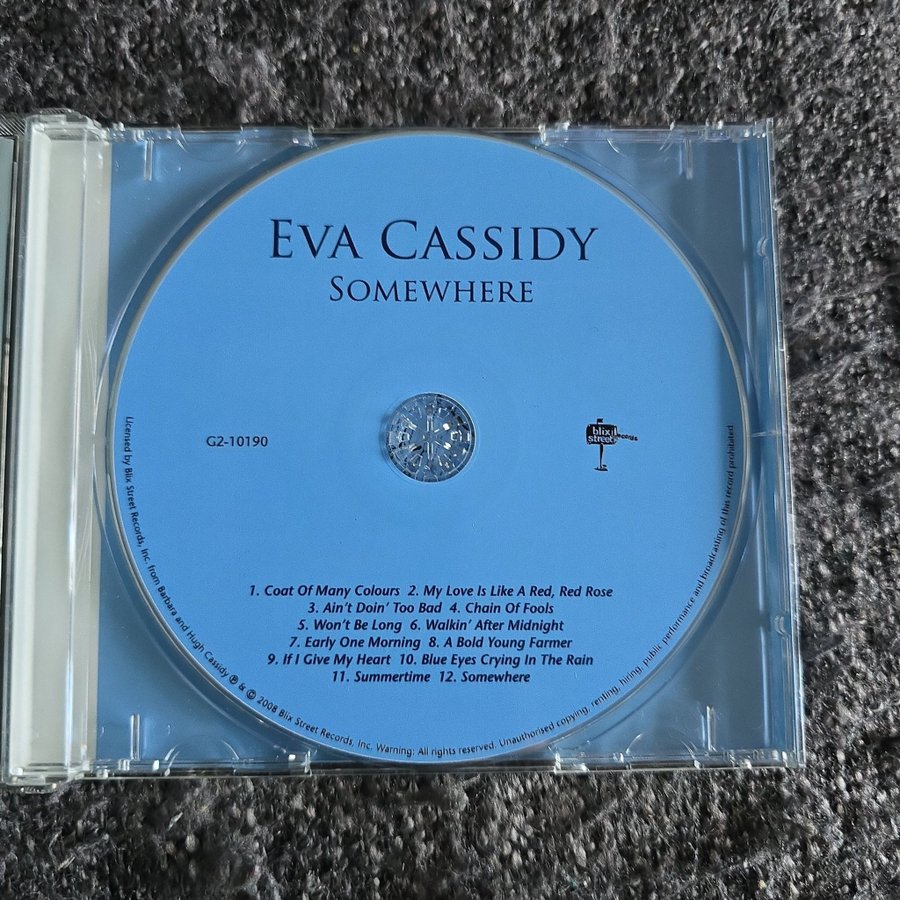 EVA CASSIDY
SOMEWHERE
G2-10190
blix
street records
1. Coat Of Many Colours 2. My Love Is Like A Red, Red Rose
3. Ain't Doin' Too Bad 4. Chain Of Fools
5. Won't Be Long 6. Walkin' After Midnight
7. Early One Morning 8. A Bold Young Farmer
9. If I Give My Heart 10. Blue Eyes Crying In The Rain
11. Summertime 12. Somewhere
Licensed by Blix Street Records, Inc. from Barbara and Hugh Cassidy ℗ & © 2008 Blix Street Records, Inc. Warning: All rights reserved. Unauthorised copying, renting, hiring, public performance and broadcasting of this record prohibited